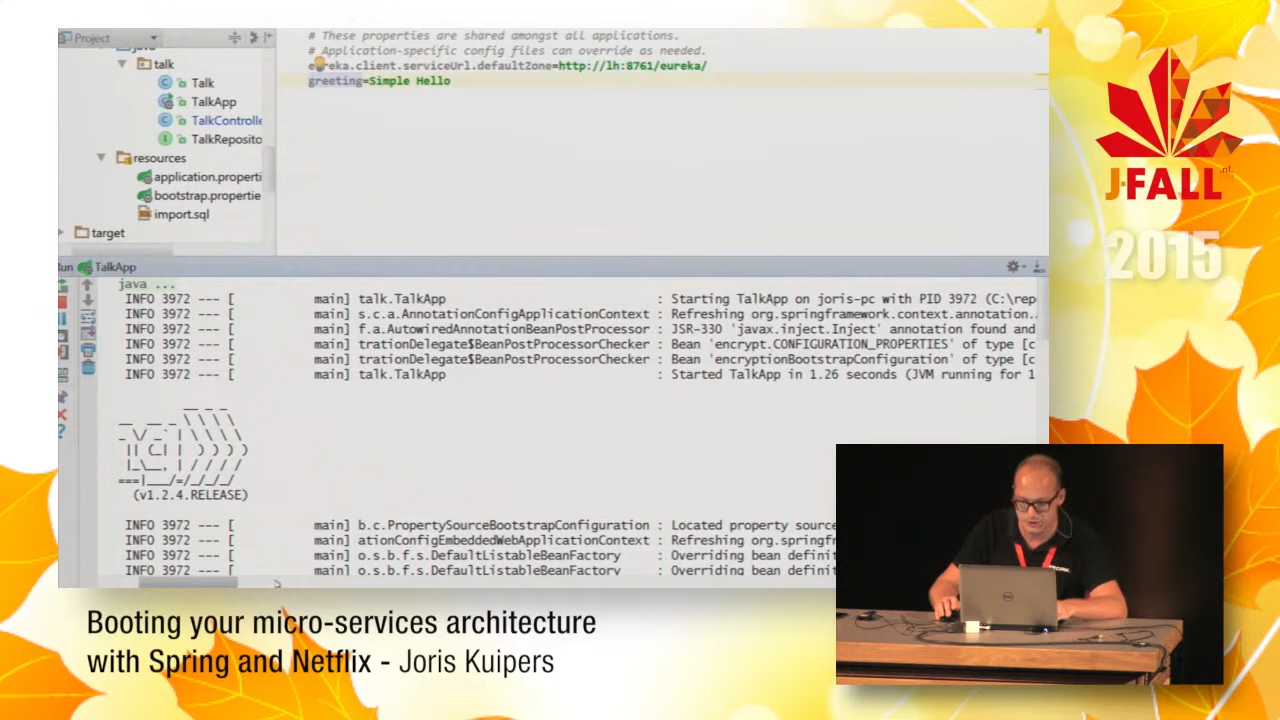 Project
# These properties are shared amongst all applications.
# Application-specific config files can override as needed.
eureka.client.serviceUrl.defaultZone=http://lh:8761/eureka/
greeting=Simple Hello
java
talk
Talk
TalkApp
TalkControlle
TalkReposito
resources
application.properti
bootstrap.propertie
import.sql
target
Run TalkApp
java ...
INFO 3972 --- [ main] talk.TalkApp : Starting TalkApp on joris-pc with PID 3972 (C:\rep
INFO 3972 --- [ main] s.c.a.AnnotationConfigApplicationContext : Refreshing org.springframework.context.annotation.
INFO 3972 --- [ main] f.a.AutowiredAnnotationBeanPostProcessor : JSR-330 'javax.inject.Inject' annotation found and
INFO 3972 --- [ main] trationDelegate$BeanPostProcessorChecker : Bean 'encrypt.CONFIGURATION_PROPERTIES' of type [c
INFO 3972 --- [ main] trationDelegate$BeanPostProcessorChecker : Bean 'encryptionBootstrapConfiguration' of type [c
INFO 3972 --- [ main] talk.TalkApp : Started TalkApp in 1.26 seconds (JVM running for 1
(v1.2.4.RELEASE)
INFO 3972 --- [ main] b.c.PropertySourceBootstrapConfiguration : Located property source
INFO 3972 --- [ main] ationConfigEmbeddedWebApplicationContext : Refreshing org.springfr
INFO 3972 --- [ main] o.s.b.f.s.DefaultListableBeanFactory : Overriding bean definit
INFO 3972 --- [ main] o.s.b.f.s.DefaultListableBeanFactory : Overriding bean definit
J-FALL.nl
2015
Booting your micro-services architecture
with Spring and Netflix - Joris Kuipers